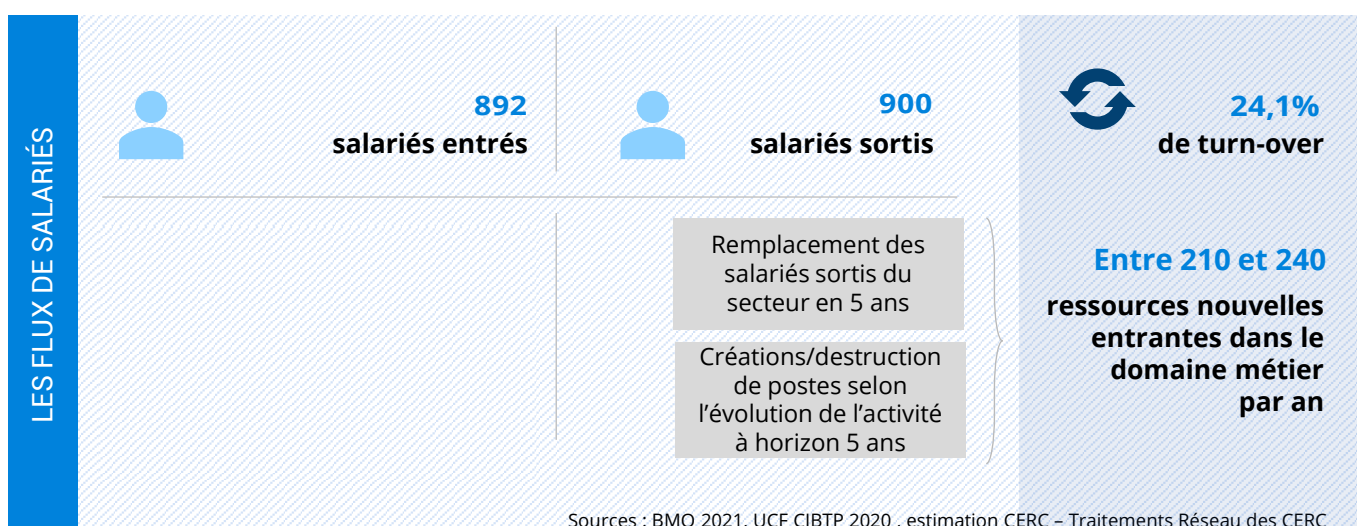 LES FLUX DE SALARIÉS
892
salariés entrés
900
salariés sortis
24,1%
de turn-over
Remplacement des
salariés sortis du
secteur en 5 ans
Créations/destruction
de postes selon
l’évolution de l’activité
à horizon 5 ans
Entre 210 et 240
ressources nouvelles
entrantes dans le
domaine métier
par an
Sources : BMO 2021, UCF CIBTP 2020 , estimation CERC – Traitements Réseau des CERC